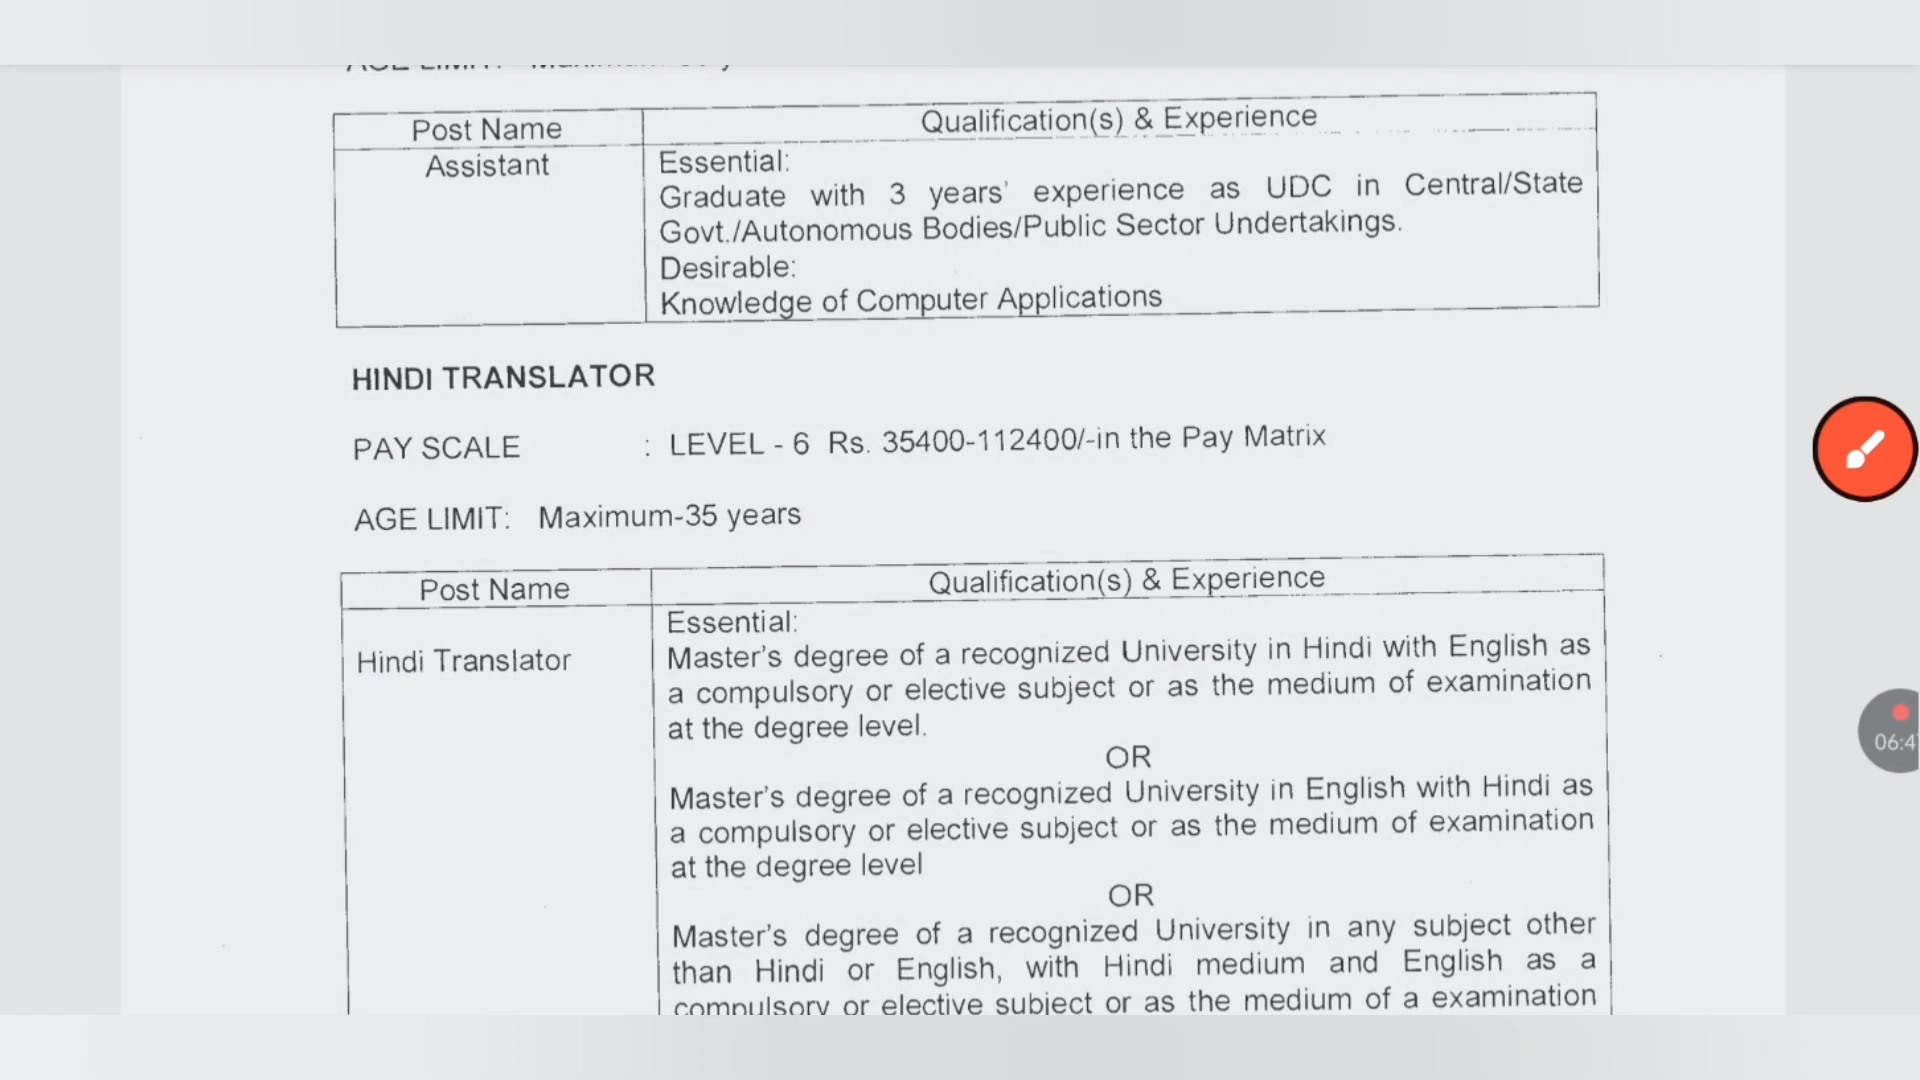 Post Name
Qualification(s) & Experience
Assistant
Essential:
Graduate with 3 years' experience as UDC in Central/State
Govt./Autonomous Bodies/Public Sector Undertakings.
Desirable:
Knowledge of Computer Applications
HINDI TRANSLATOR
PAY SCALE : LEVEL - 6 Rs. 35400-112400/-in the Pay Matrix
AGE LIMIT: Maximum-35 years
Post Name
Qualification(s) & Experience
Hindi Translator
Essential:
Master's degree of a recognized University in Hindi with English as
a compulsory or elective subject or as the medium of examination
at the degree level.
OR
Master's degree of a recognized University in English with Hindi as
a compulsory or elective subject or as the medium of examination
at the degree level
OR
Master's degree of a recognized University in any subject other
than Hindi or English, with Hindi medium and English as a
compulsory or elective subject or as the medium of a examination
06:4